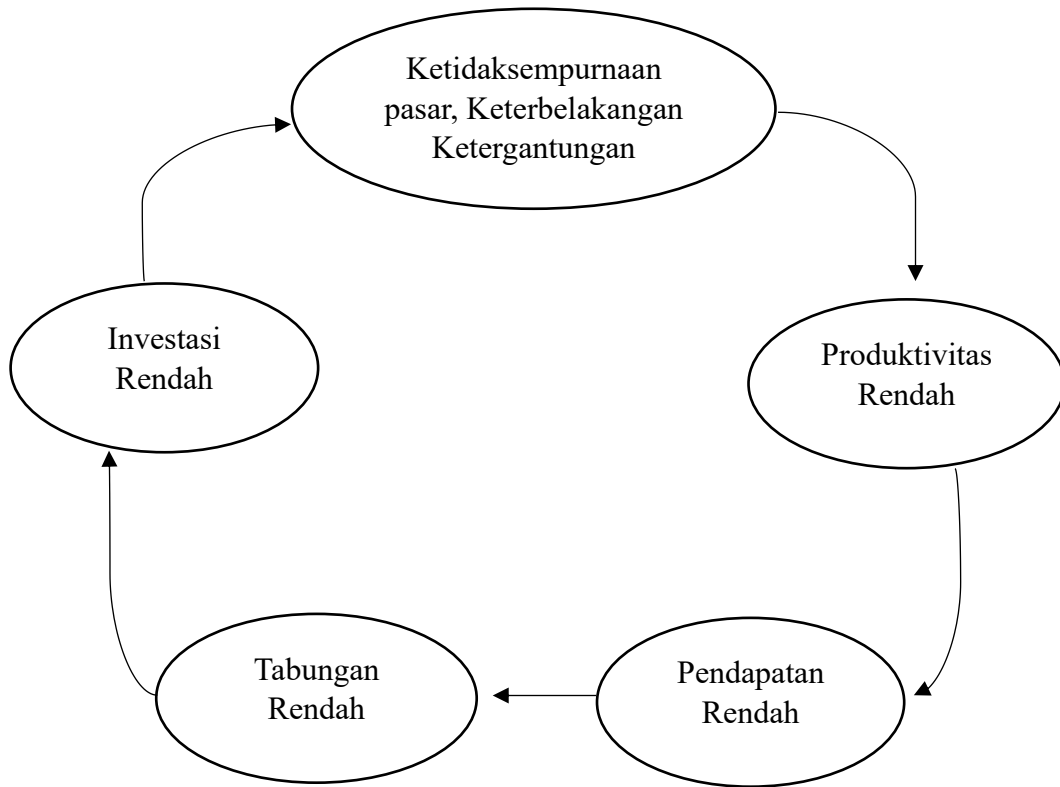 Ketidaksempurnaan
pasar, Keterbelakangan
Ketergantungan
Investasi
Rendah
Produktivitas
Rendah
Tabungan
Rendah
Pendapatan
Rendah